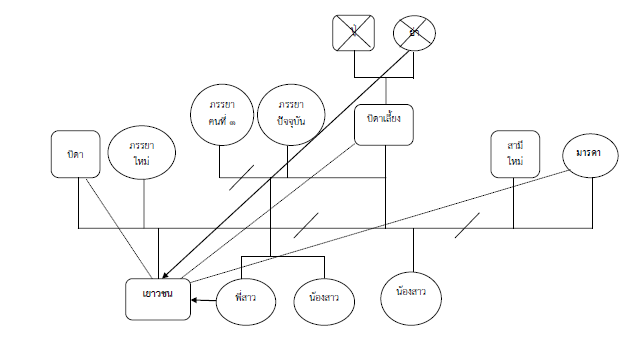 ปู่
ย่า
ภรรยา
คนที่ ๑
ภรรยา
ปัจจุบัน
บิดาเลี้ยง
บิดา
ภรรยา
ใหม่
สามี
ใหม่
มารดา
เยาวชน
พี่สาว
น้องสาว
น้องสาว